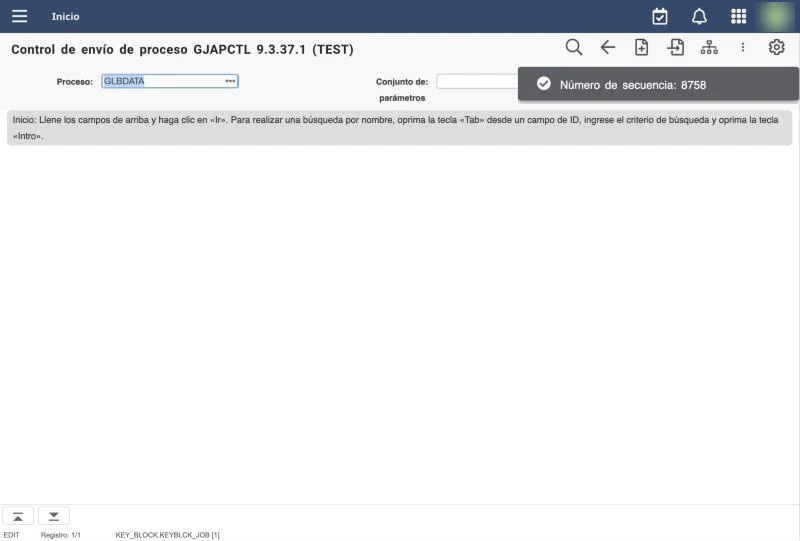 Inicio
Control de envío de proceso GJAPCTL 9.3.37.1 (TEST)
Proceso: GLBDATA ••• Conjunto de:
parámetros
Número de secuencia: 8758
Inicio: Llene los campos de arriba y haga clic en «Ir». Para realizar una búsqueda por nombre, oprima la tecla «Tab» desde un campo de ID, ingrese el criterio de búsqueda y oprima la tecla
«Intro».
EDIT Registro: 1/1 KEY_BLOCK.KEYBLCK_JOB [1]